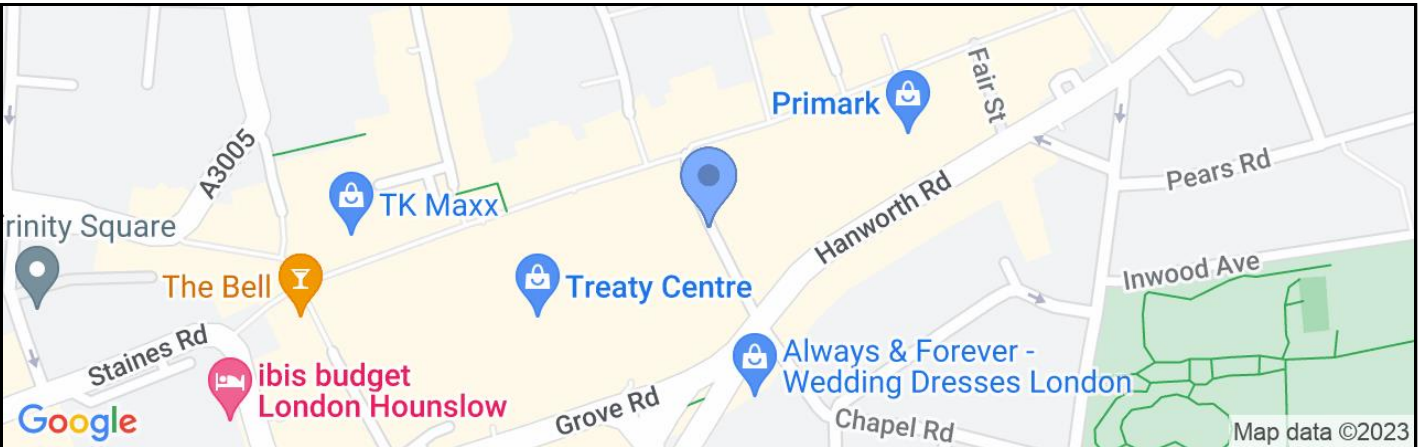 Fair St
Primark
A3005
Pears Rd
TK Maxx
Hanworth Rd
rinity Square
Inwood Ave
The Bell
Treaty Centre
Staines Rd
Always & Forever -
Wedding Dresses London
ibis budget
London Hounslow
Grove Rd
Chapel Rd
Google
Map data ©2023